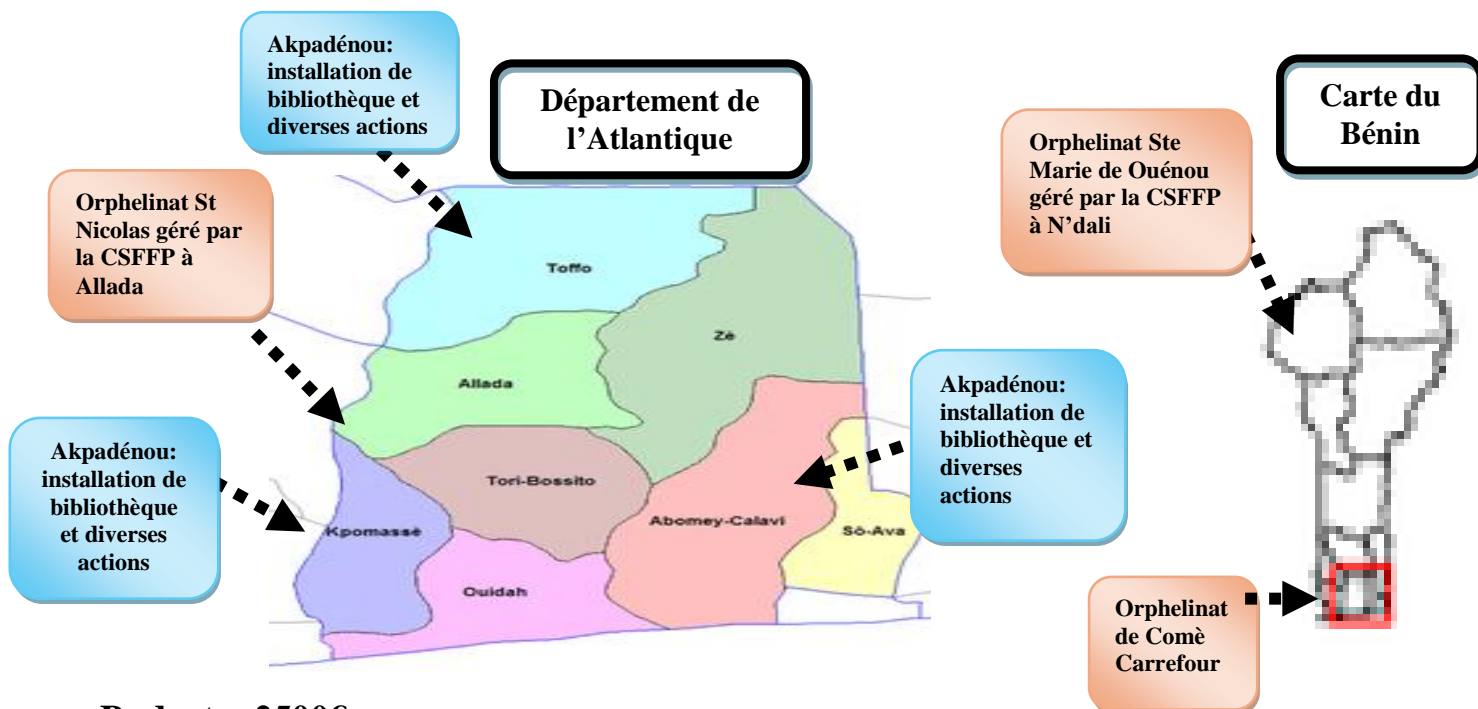 Akpadénou:
installation de
bibliothèque et
diverses actions
Département de
l'Atlantique
Carte du
Bénin
Orphelinat Ste
Marie de Ouénou
géré par la CSFFP
à N'dali
Orphelinat St
Nicolas géré par
la CSFFP à
Allada
Toffo
Zè
Allada
Akpadénou:
installation de
bibliothèque et
diverses
actions
Akpadénou:
installation de
bibliothèque
et diverses
actions
Tori-Bossito
Kpomassè
Abomey-Calavi
Sô-Ava
Ouidah
Orphelinat
de Comè
Carrefour